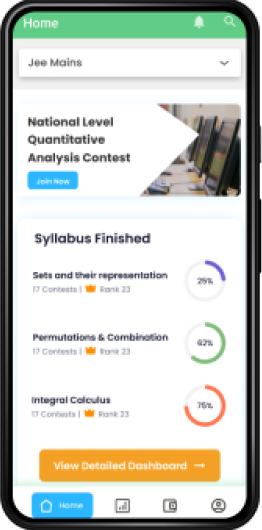 Home
Jee Mains
National Level
Quantitative
Analysis Contest
Join Now
Syllabus Finished
Sets and their representation
17 Contests | Rank 23
25%
Permutations & Combination
17 Contests | Rank 23
62%
Integral Calculus
17 Contests | Rank 23
75%
View Detailed Dashboard →
Home